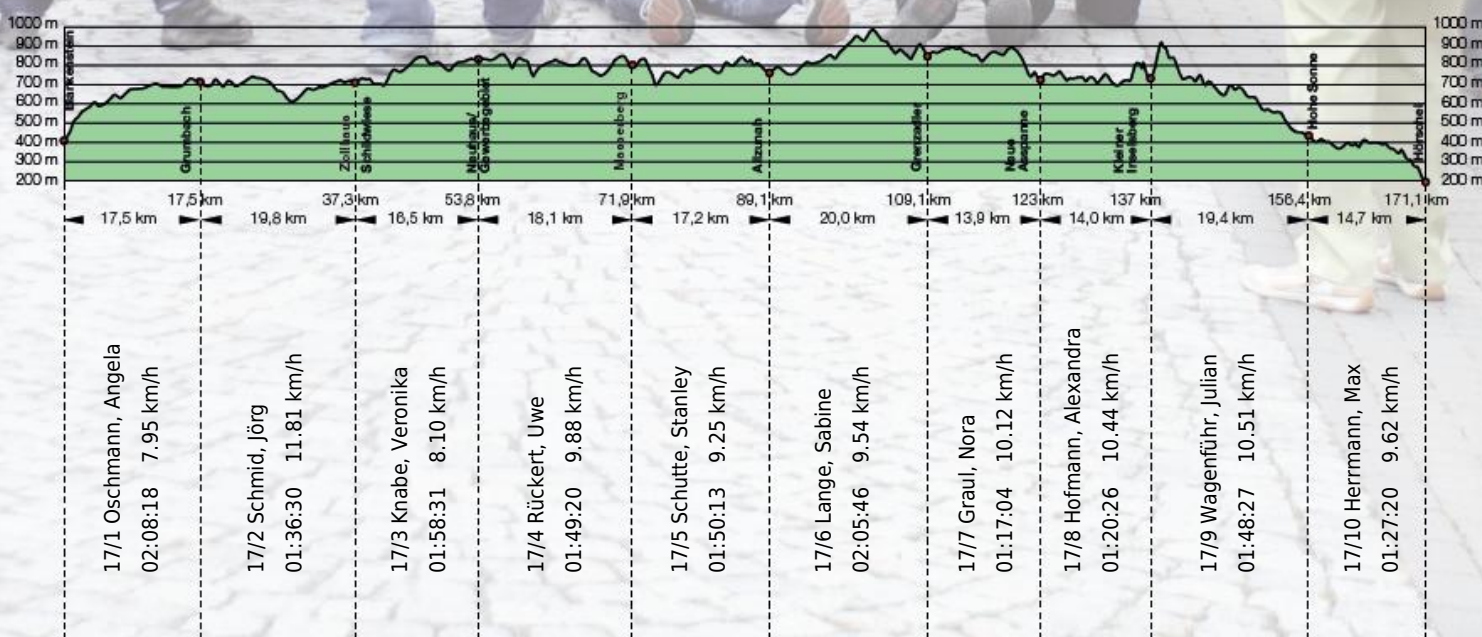 1000 m
900 m
800 m
700 m
600 m
500 m
400 m
300 m
200 m
1000 m
900 m
800 m
700 m
600 m
500 m
400 m
300 m
200 m
Blankenstein
Grumbach
Zollhaus
Schildwiese
Neuhaus/
Masserberg
Allzunah
Grenzadler
Neue
Ausspanne
Kleiner
Inselsberg
Hohe Sonne
Hörschel
17,5 km
37,3 km
53,8 km
71,9 km
89,1 km
109,1 km
123 km
137 km
156,4 km
171,1 km
17,5 km
19,8 km
16,5 km
18,1 km
17,2 km
20,0 km
13,9 km
14,0 km
19,4 km
14,7 km
17/1 Oschmann, Angela
02:08:18 7.95 km/h
17/2 Schmid, Jörg
01:36:30 11.81 km/h
17/3 Knabe, Veronika
01:58:31 8.10 km/h
17/4 Rückert, Uwe
01:49:20 9.88 km/h
17/5 Schutte, Stanley
01:50:13 9.25 km/h
17/6 Lange, Sabine
02:05:46 9.54 km/h
17/7 Graul, Nora
01:17:04 10.12 km/h
17/8 Hofmann, Alexandra
01:20:26 10.44 km/h
17/9 Wagenführ, Julian
01:48:27 10.51 km/h
17/10 Herrmann, Max
01:27:20 9.62 km/h